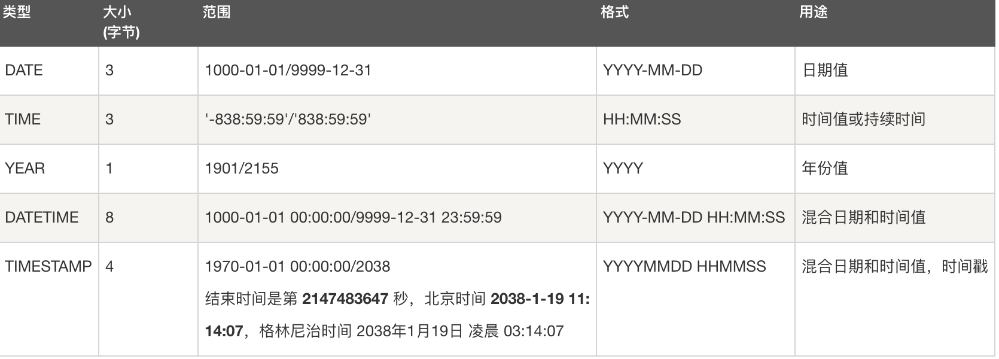 类型 大小 范围 格式 用途
(字节)
DATE 3 1000-01-01/9999-12-31 YYYY-MM-DD 日期值
TIME 3 '-838:59:59'/'838:59:59' HH:MM:SS 时间值或持续时间
YEAR 1 1901/2155 YYYY 年份值
DATETIME 8 1000-01-01 00:00:00/9999-12-31 23:59:59 YYYY-MM-DD HH:MM:SS 混合日期和时间值
TIMESTAMP 4 1970-01-01 00:00:00/2038 YYYYMMDD HHMMSS 混合日期和时间值，时间戳
结束时间是第 2147483647 秒，北京时间 2038-1-19 11:
14:07，格林尼治时间 2038年1月19日 凌晨 03:14:07